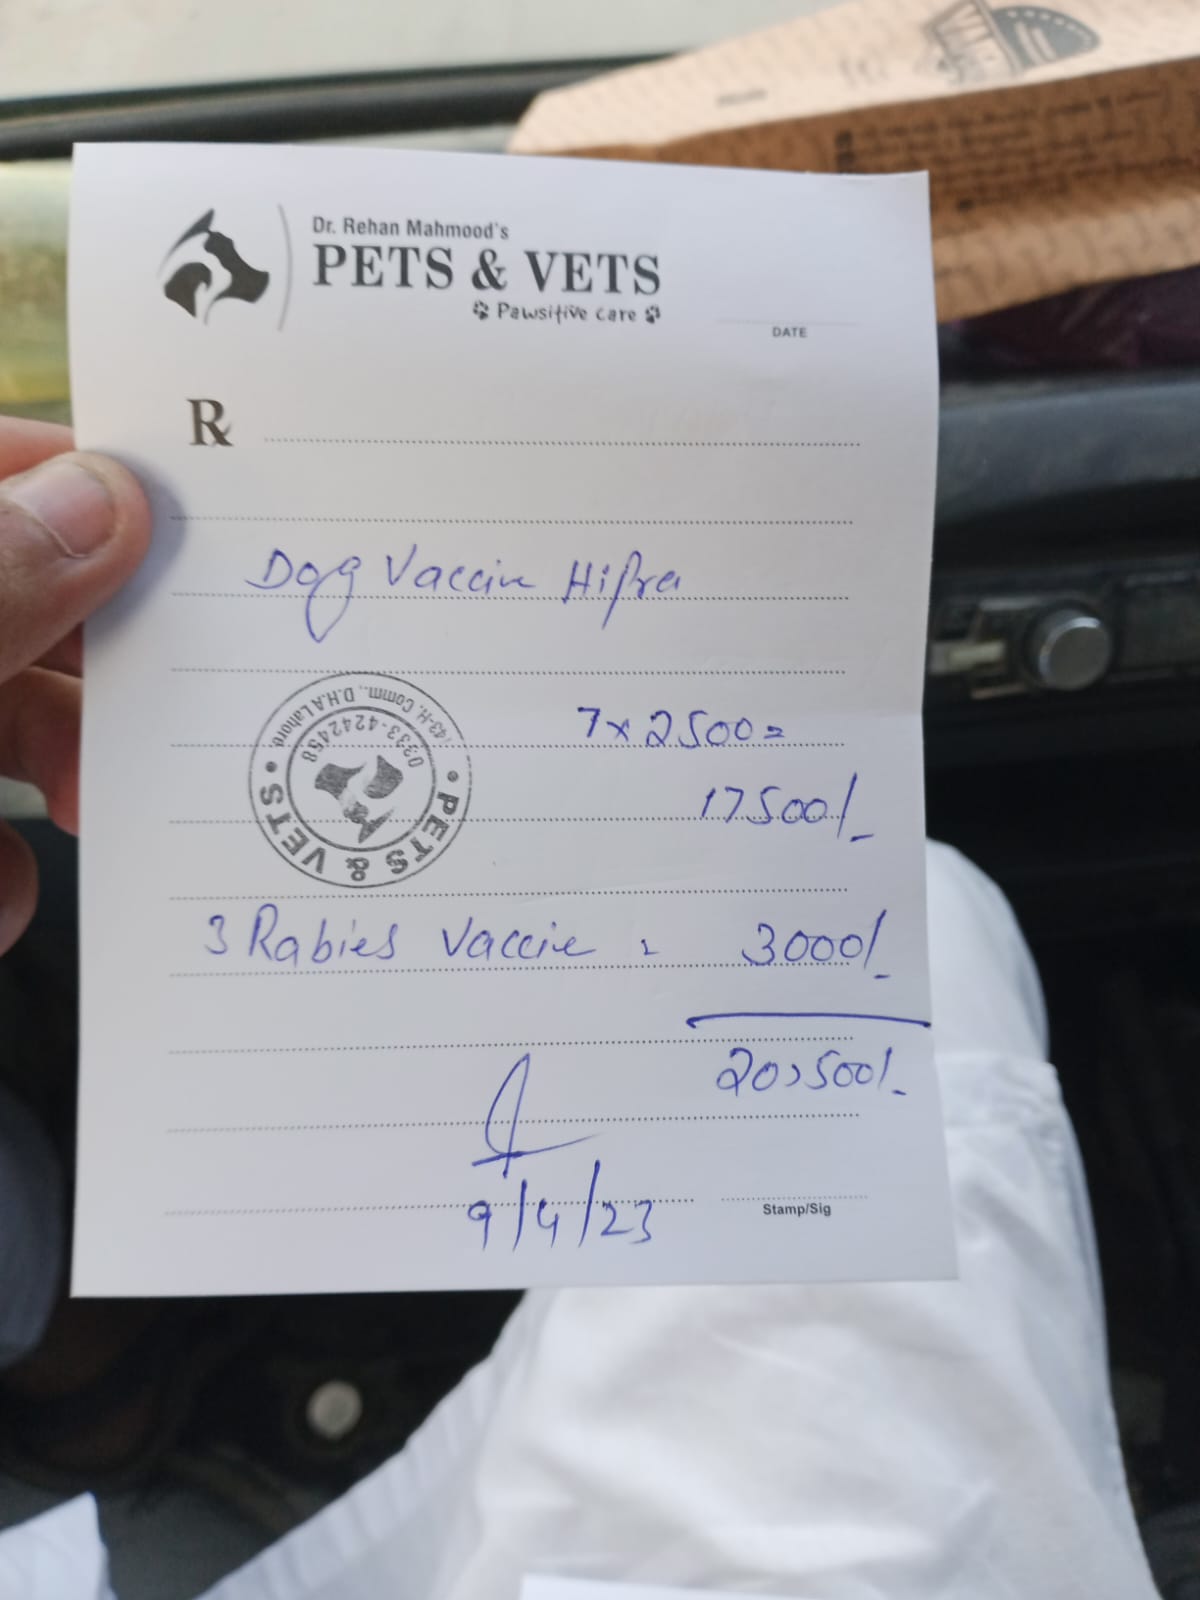 Dr. Rehan Mahmood's
PETS & VETS
Pawsitive care
DATE
R
Dog Vaccin Hipra
7 x 2500 =
17500/-
143-H. Comm., D.H.A Lahore.
0333-4242458
PETS & VETS
3 Rabies Vaccie = 3000/-
20,500/-
9/4/23
Stamp/Sig